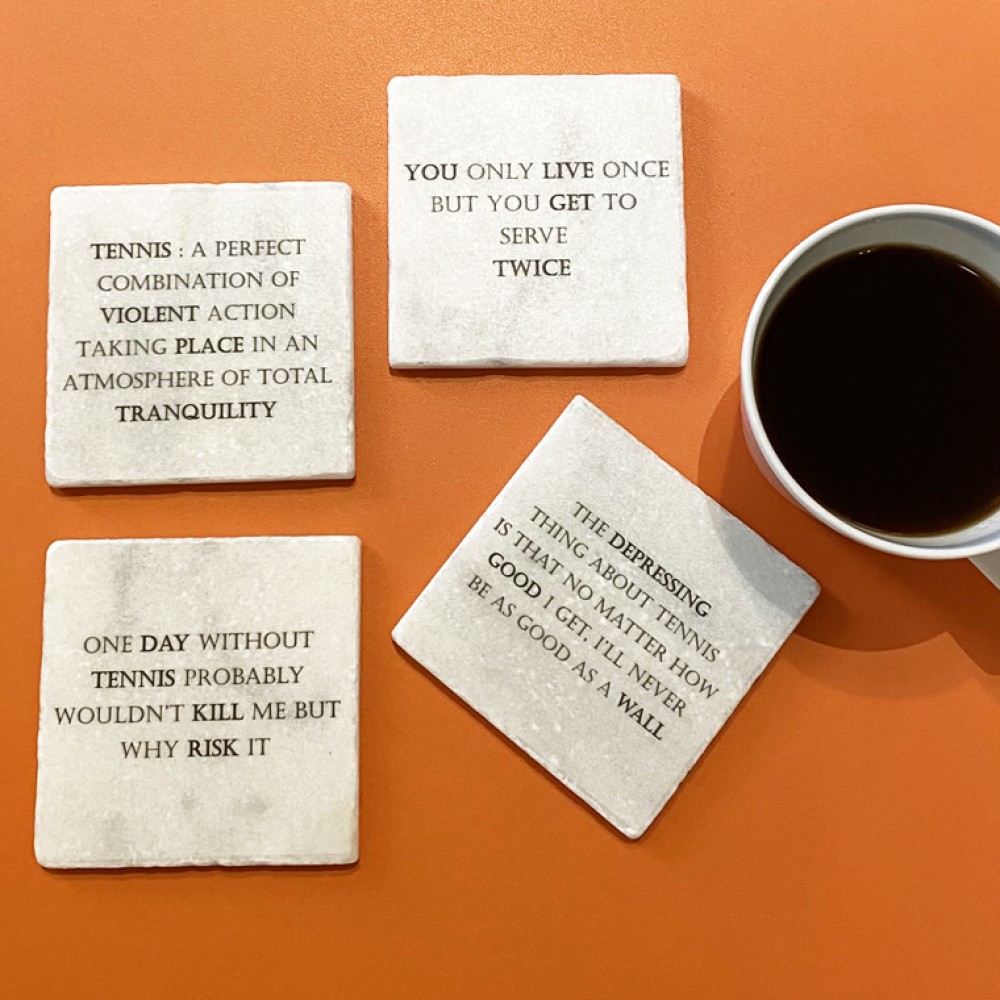 TENNIS : A PERFECT
COMBINATION OF
VIOLENT ACTION
TAKING PLACE IN AN
ATMOSPHERE OF TOTAL
TRANQUILITY
YOU ONLY LIVE ONCE
BUT YOU GET TO
SERVE
TWICE
ONE DAY WITHOUT
TENNIS PROBABLY
WOULDN'T KILL ME BUT
WHY RISK IT
THE DEPRESSING
THING ABOUT TENNIS
IS THAT NO MATTER HOW
GOOD I GET, I'LL NEVER
BE AS GOOD AS A WALL